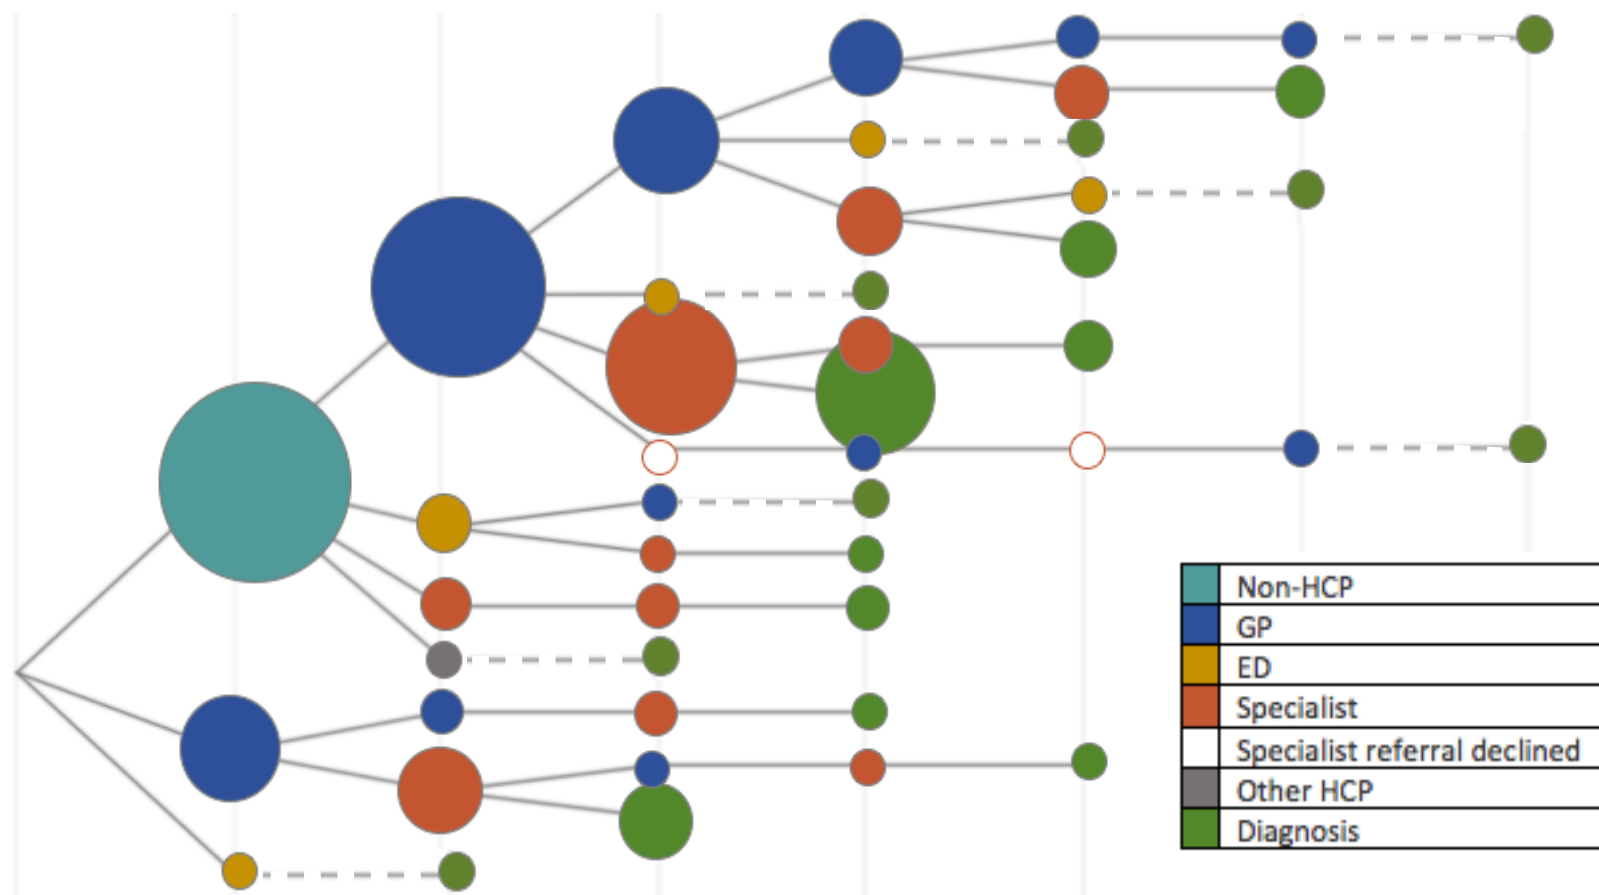 Non-HCP
GP
ED
Specialist
Specialist referral declined
Other HCP
Diagnosis